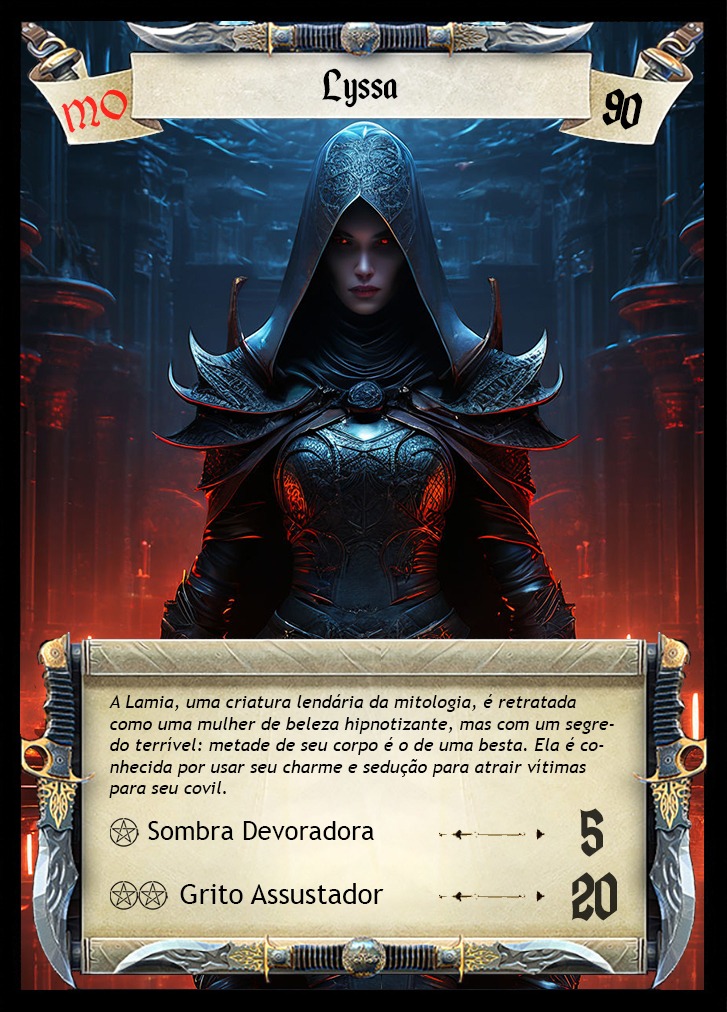 Lyssa
MO
90
A Lamia, uma criatura lendária da mitologia, é retratada
como uma mulher de beleza hipnotizante, mas com um segre-
do terrível: metade de seu corpo é o de uma besta. Ela é co-
nhecida por usar seu charme e sedução para atrair vítimas
para seu covil.
Sombra Devoradora 5
Grito Assustador 20